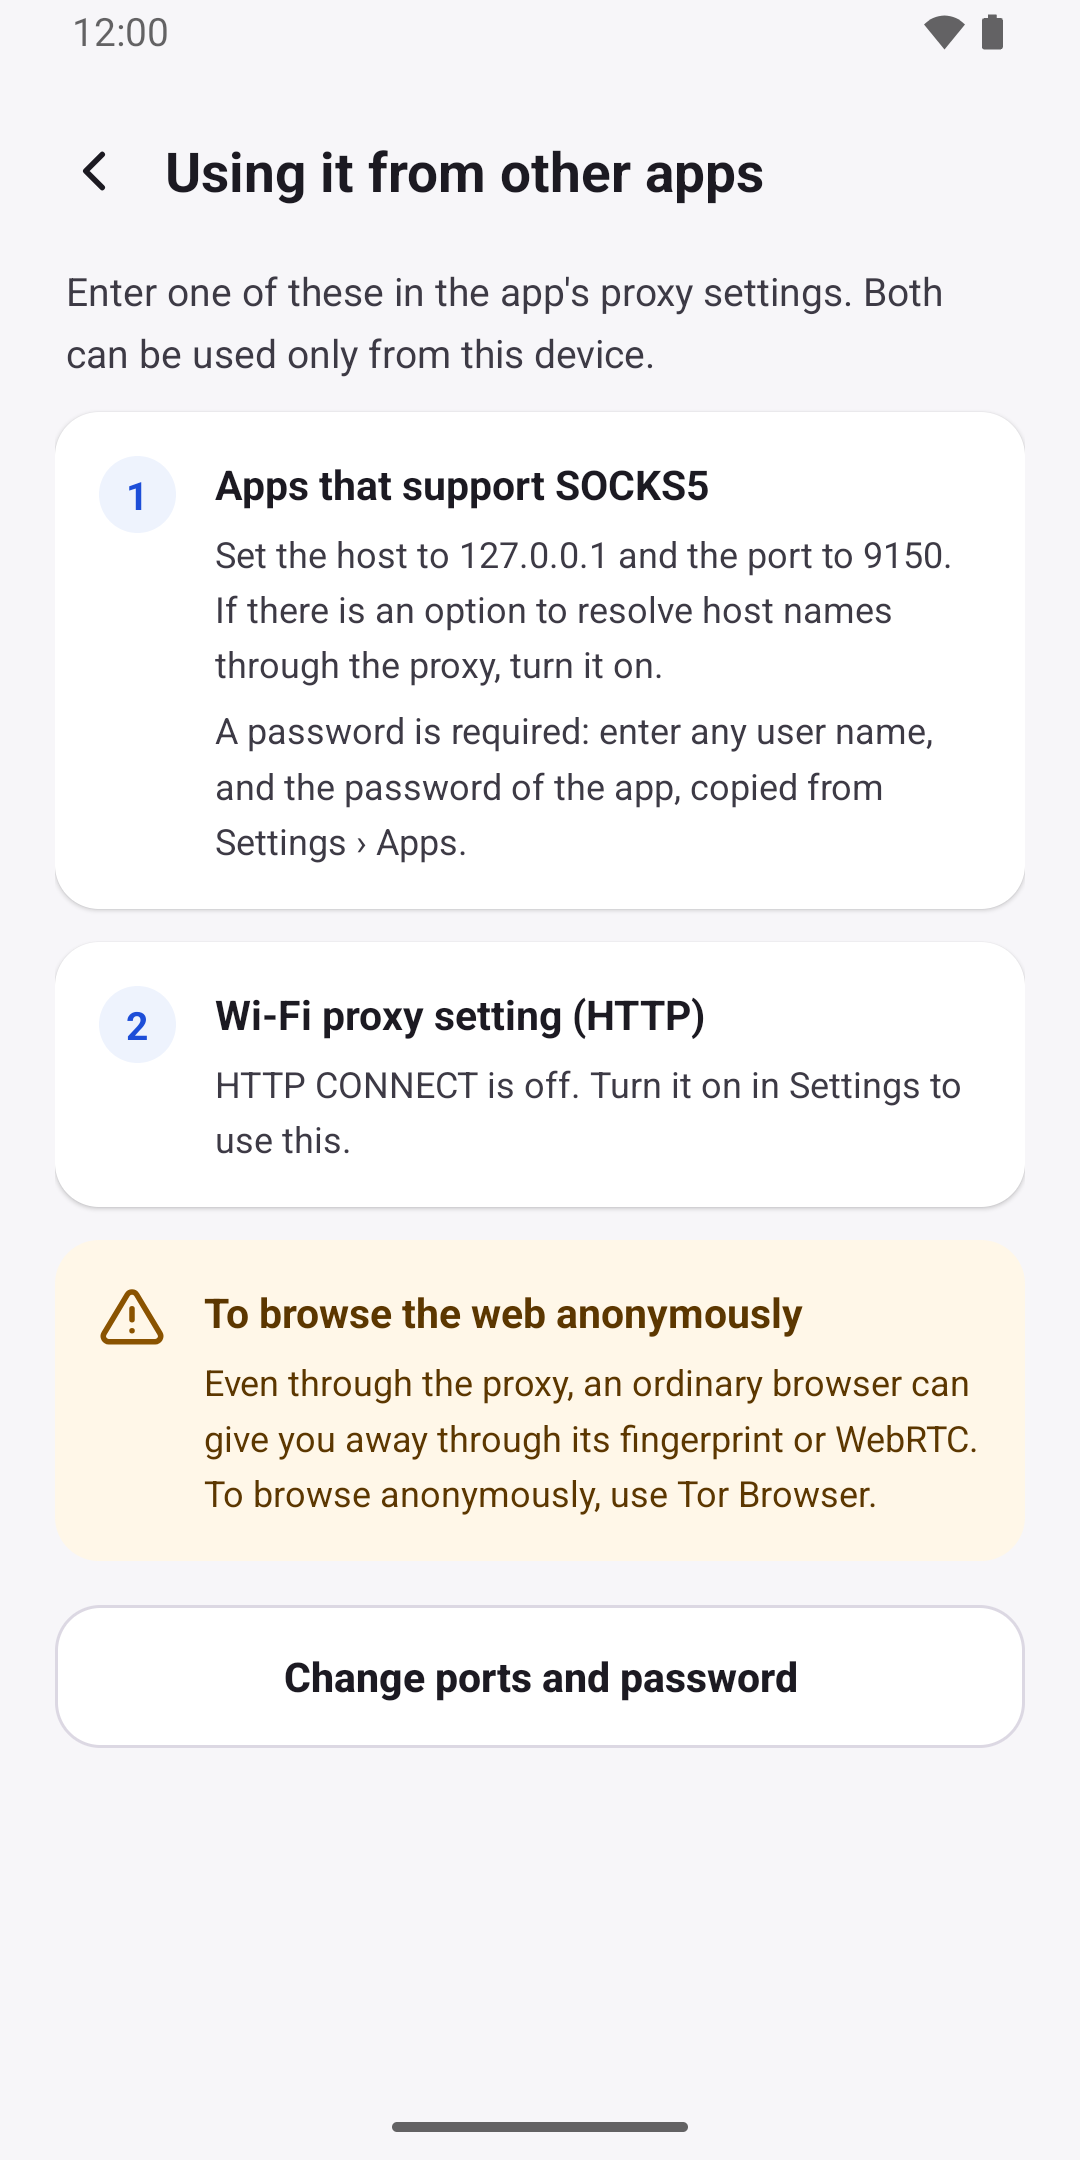 12:00
Using it from other apps
Enter one of these in the app's proxy settings. Both
can be used only from this device.
1
Apps that support SOCKS5
Set the host to 127.0.0.1 and the port to 9150.
If there is an option to resolve host names
through the proxy, turn it on.
A password is required: enter any user name,
and the password of the app, copied from
Settings › Apps.
2
Wi-Fi proxy setting (HTTP)
HTTP CONNECT is off. Turn it on in Settings to
use this.
To browse the web anonymously
Even through the proxy, an ordinary browser can
give you away through its fingerprint or WebRTC.
To browse anonymously, use Tor Browser.
Change ports and password